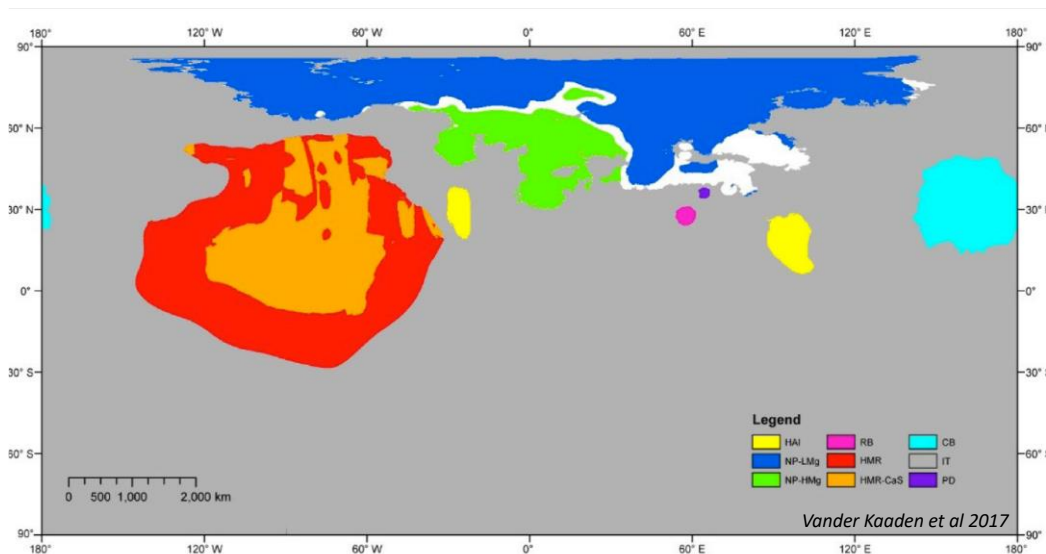 180° 120° W 60° W 0° 60° E 120° E 180°
90° 90°
60° N 60° N
30° N 30° N
0° 0°
30° S 30° S
60° S 60° S
90° 90°
180° 120° W 60° W 0° 60° E 120° E 180°
0 500 1,000 2,000 km
Legend
HAI RB CB
NP-LMg HMR IT
NP-HMg HMR-CaS PD
Vander Kaaden et al 2017